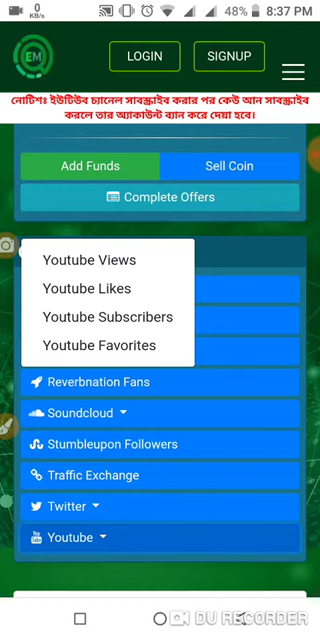 0
KB/s
48%
8:37 PM
EM
LOGIN
SIGNUP
নোটিশঃ ইউটিউব চ্যানেল সাবস্ক্রাইব করার পর কেউ আন সাবস্ক্রাইব
করলে তার অ্যাকাউন্ট ব্যান করে দেয়া হবে।
Add Funds
Sell Coin
Complete Offers
Youtube Views
Youtube Likes
Youtube Subscribers
Youtube Favorites
Reverbnation Fans
Soundcloud
Stumbleupon Followers
Traffic Exchange
Twitter
Youtube
DU RECORDER